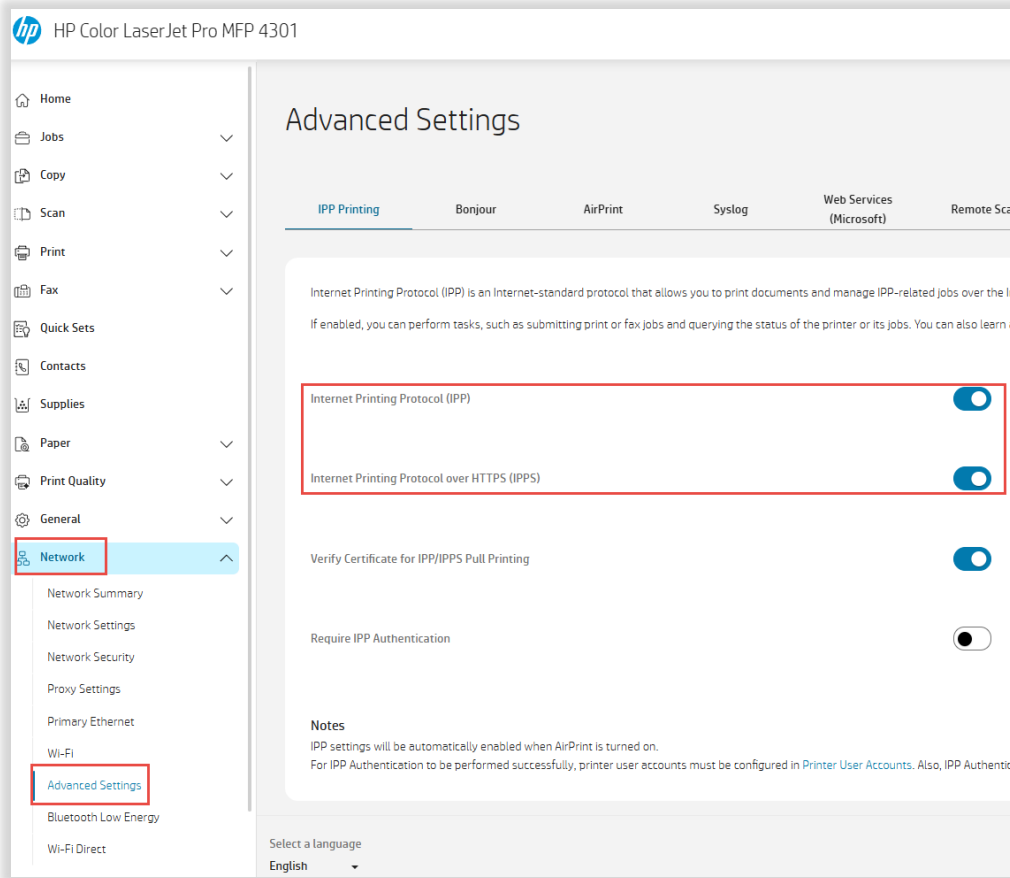 hp HP Color LaserJet Pro MFP 4301
Home
Jobs
Copy
Scan
Print
Fax
Quick Sets
Contacts
Supplies
Paper
Print Quality
General
Network
Network Summary
Network Settings
Network Security
Proxy Settings
Primary Ethernet
Wi-Fi
Advanced Settings
Bluetooth Low Energy
Wi-Fi Direct
Advanced Settings
IPP Printing Bonjour AirPrint Syslog Web Services (Microsoft) Remote
Internet Printing Protocol (IPP) is an Internet-standard protocol that allows you to print documents and manage IPP-related jobs over the
If enabled, you can perform tasks, such as submitting print or fax jobs and querying the status of the printer or its jobs. You can also learn
Internet Printing Protocol (IPP)
Internet Printing Protocol over HTTPS (IPPS)
Verify Certificate for IPP/IPPS Pull Printing
Require IPP Authentication
Notes
IPP settings will be automatically enabled when AirPrint is turned on.
For IPP Authentication to be performed successfully, printer user accounts must be configured in Printer User Accounts. Also, IPP
Select a language
English